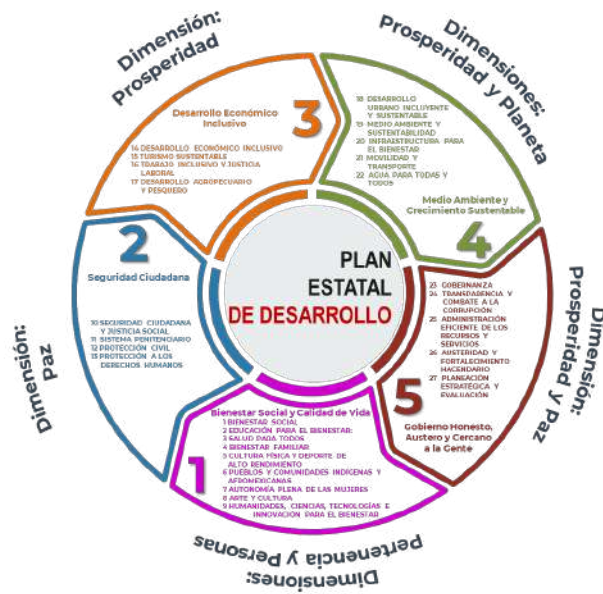 PLAN
ESTATAL
DE DESARROLLO
Dimensiones:
Pertenencia y Personas
1
Bienestar Social y Calidad de Vida
1 BIENESTAR SOCIAL
2 EDUCACIÓN PARA EL BIENESTAR:
3 SALUD PARA TODOS
4 BIENESTAR FAMILIAR
5 CULTURA FÍSICA Y DEPORTE DE
ALTO RENDIMIENTO
6 PUEBLOS Y COMUNIDADES INDÍGENAS Y
AFROMEXICANAS
7 AUTONOMÍA PLENA DE LAS MUJERES
8 ARTE Y CULTURA
9 HUMANIDADES, CIENCIAS, TECNOLOGÍAS E
INNOVACIÓN PARA EL BIENESTAR
Dimensión:
Paz
2
Seguridad Ciudadana
10 SEGURIDAD CIUDADANA
Y JUSTICIA SOCIAL
11 SISTEMA PENITENCIARIO
12 PROTECCIÓN CIVIL
13 PROTECCIÓN A LOS
DERECHOS HUMANOS
Dimensión:
Prosperidad
3
Desarrollo Económico
Inclusivo
14 DESARROLLO ECONÓMICO INCLUSIVO
15 TURISMO SUSTENTABLE
16 TRABAJO INCLUSIVO Y JUSTICIA
LABORAL
17 DESARROLLO AGROPECUARIO
Y PESQUERO
Dimensiones:
Prosperidad y Planeta
18 DESARROLLO
URBANO INCLUYENTE
Y SUSTENTABLE
19 MEDIO AMBIENTE Y
SUSTENTABILIDAD
20 INFRAESTRUCTURA PARA
EL BIENESTAR
21 MOVILIDAD Y
TRANSPORTE
22 AGUA PARA TODAS Y
TODOS
Medio Ambiente y
Crecimiento Sustentable
4
Dimensión:
Prosperidad y Paz
23 GOBERNANZA
24 TRANSPARENCIA Y
COMBATE A LA
CORRUPCIÓN
25 ADMINISTRACIÓN
EFICIENTE DE LOS
RECURSOS Y
SERVICIOS
26 AUSTERIDAD Y
FORTALECIMIENTO
HACENDARIO
27 PLANEACIÓN
ESTRATÉGICA Y
EVALUACIÓN
5
Gobierno Honesto,
Austero y Cercano
a la Gente